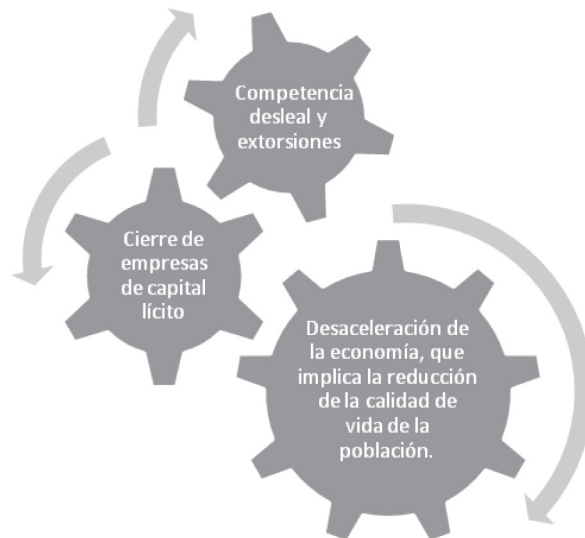 Competencia
desleal y
extorsiones
Cierre de
empresas
de capital
lícito
Desaceleración de
la economía, que
implica la reducción
de la calidad de
vida de la
población.